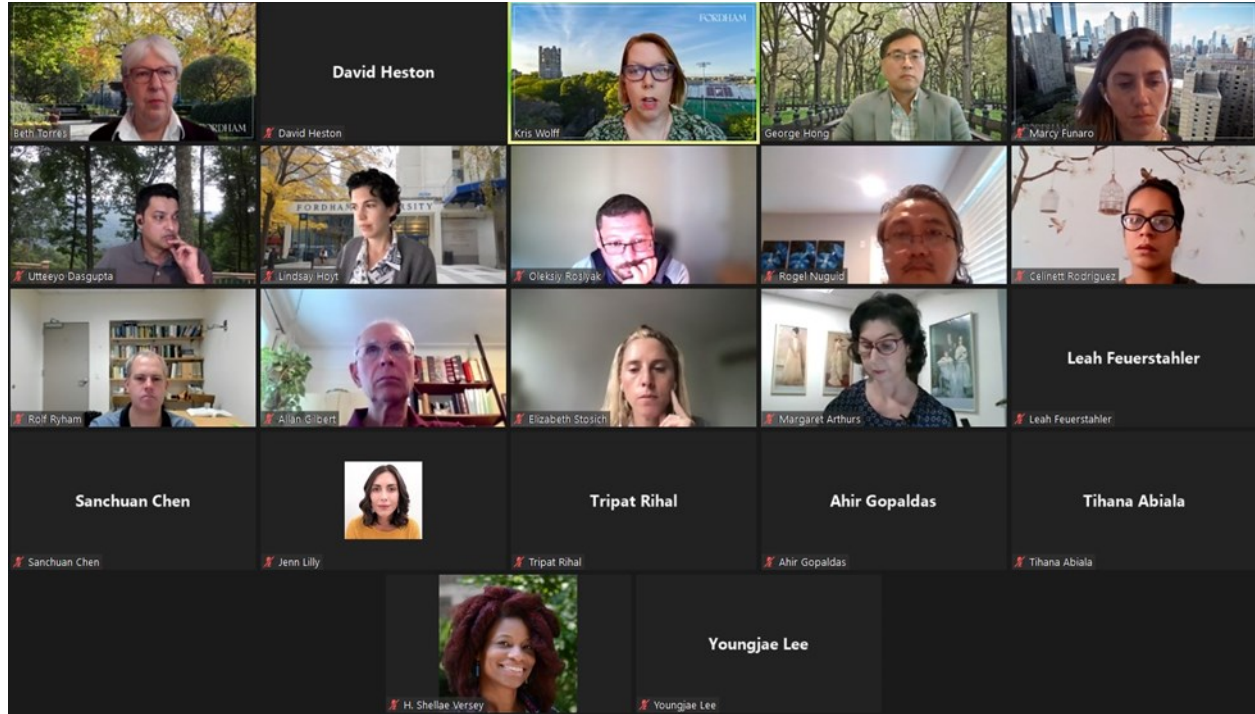 FORDHAM
David Heston
Beth Torres
ORDHAM
David Heston
Kris Wolff
George Hong
Marcy Funaro
FORDHAM
RSITY
Utteeyo Dasgupta
Lindsay Hoyt
Oleksiy Roslyak
Rogel Nuguid
Celinett Rodriguez
Leah Feuerstahler
Rolf Ryham
Allan Gilbert
Elizabeth Stosich
Margaret Arthurs
Leah Feuerstahler
Sanchuan Chen
Tripat Rihal
Ahir Gopaldas
Tihana Abiala
Sanchuan Chen
Jenn Lilly
Tripat Rihal
Ahir Gopaldas
Tihana Abiala
Youngjae Lee
H. Shellae Versey
Youngjae Lee